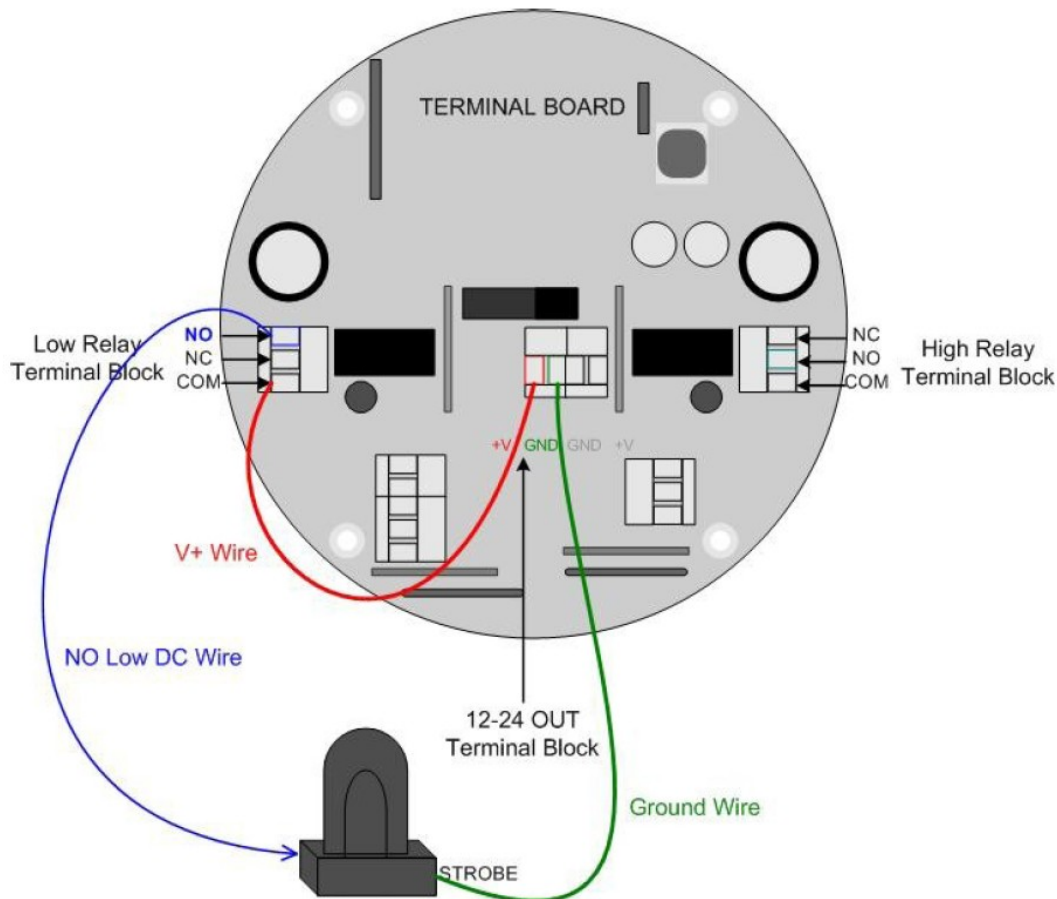 TERMINAL BOARD
Low Relay
Terminal Block
NO
NC
COM
NC
NO
COM
High Relay
Terminal Block
+V GND GND +V
V+ Wire
NO Low DC Wire
12-24 OUT
Terminal Block
Ground Wire
STROBE